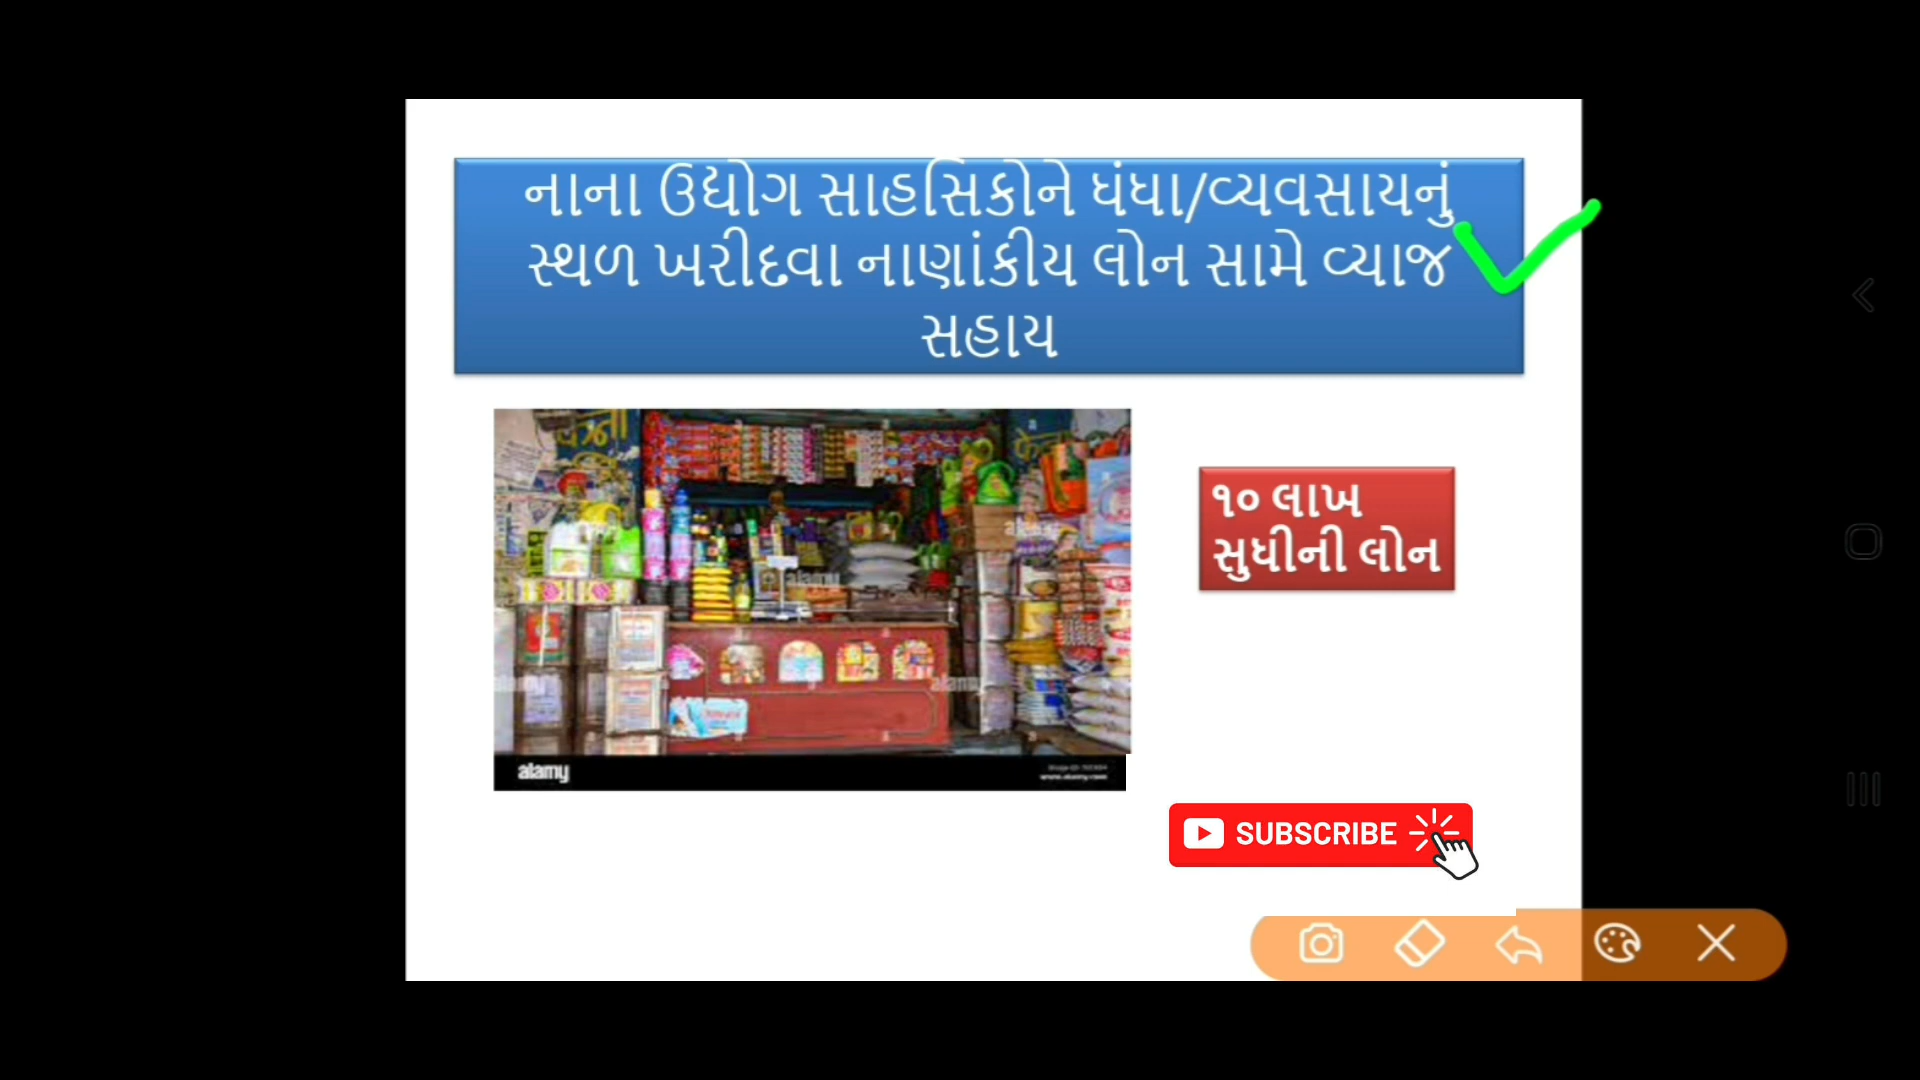 નાના ઉદ્યોગ સાહસિકોને ધંધા/વ્યવસાયનું
સ્થળ ખરીદવા નાણાંકીય લોન સામે વ્યાજ
સહાય
૧૦ લાખ
સુધીની લોન
alamy
SUBSCRIBE